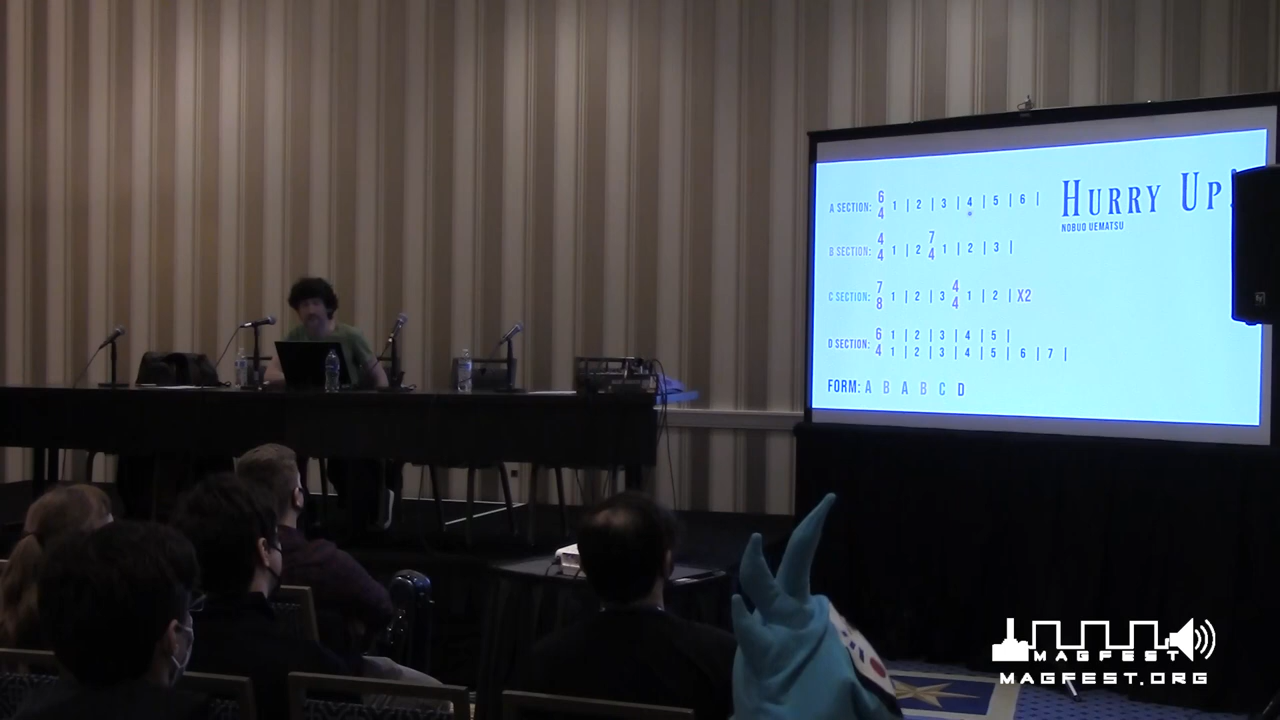 HURRY UP
NOBUO UEMATSU
A SECTION: 6/4 1 | 2 | 3 | 4 | 5 | 6 |
B SECTION: 4/4 1 | 2 7/4 1 | 2 | 3 |
C SECTION: 7/8 1 | 2 | 3 4/4 1 | 2 | X2
D SECTION: 6/4 1 | 2 | 3 | 4 | 5 |
1 | 2 | 3 | 4 | 5 | 6 | 7 |
FORM: A B A B C D
MAGFEST
MAGFEST.ORG